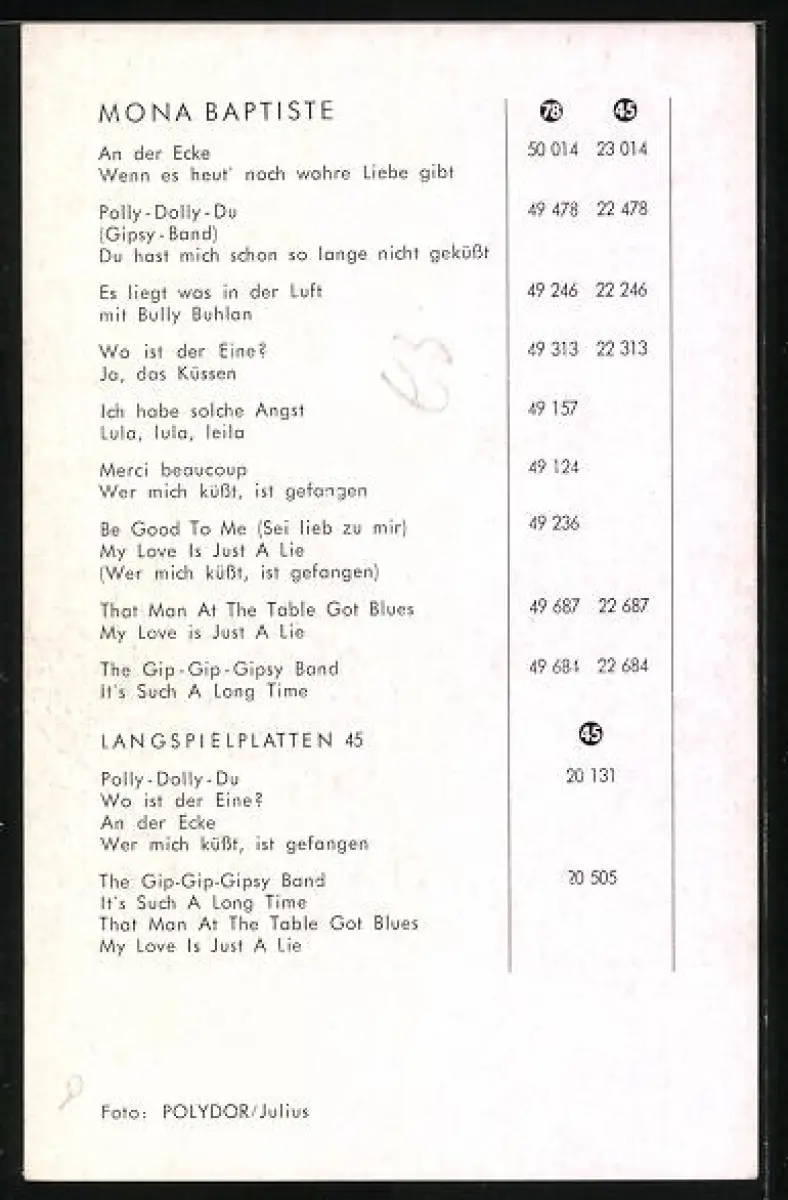 MONA BAPTISTE 78 45
An der Ecke 50 014 23 014
Wenn es heut' noch wahre Liebe gibt
Polly-Dolly-Du 49 478 22 478
(Gipsy-Band)
Du hast mich schon so lange nicht geküßt
Es liegt was in der Luft 49 246 22 246
mit Bully Buhlan
Wo ist der Eine? 49 313 22 313
Ja, das Küssen
Ich habe solche Angst 49 157
Lula, lula, leila
Merci beaucoup 49 124
Wer mich küßt, ist gefangen
Be Good To Me (Sei lieb zu mir) 49 236
My Love Is Just A Lie
(Wer mich küßt, ist gefangen)
That Man At The Table Got Blues 49 687 22 687
My Love is Just A Lie
The Gip-Gip-Gipsy Band 49 684 22 684
It's Such A Long Time
LANGSPIELPLATTEN 45 45
Polly-Dolly-Du 20 131
Wo ist der Eine?
An der Ecke
Wer mich küßt, ist gefangen
The Gip-Gip-Gipsy Band 20 505
It's Such A Long Time
That Man At The Table Got Blues
My Love Is Just A Lie
Foto: POLYDOR/Julius